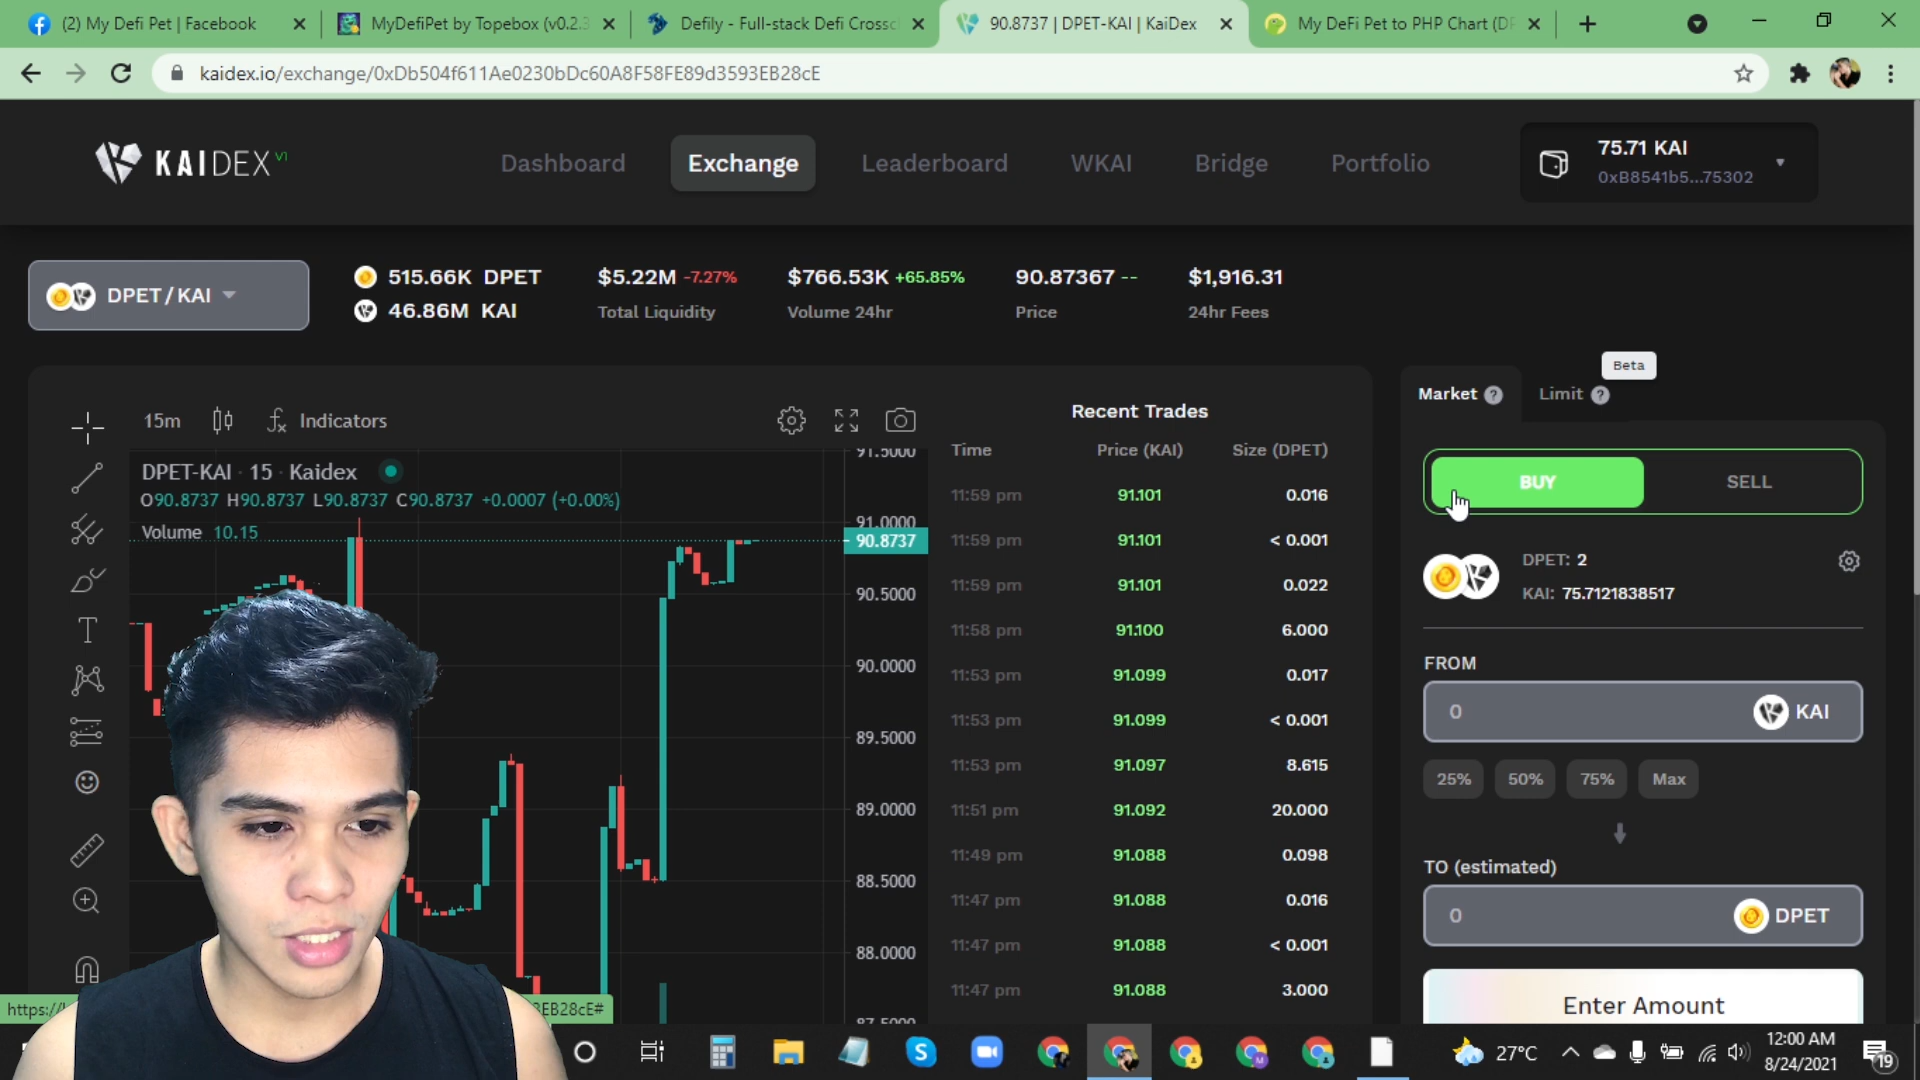 (2) My Defi Pet | Facebook
MyDefiPet by Topebox (v0.2.3
Defily - Full-stack Defi Crossch
90.8737 | DPET-KAI | KaiDex
My DeFi Pet to PHP Chart (DP
kaidex.io/exchange/0xDb504f611Ae0230bDc60A8F58FE89d3593EB28cE
KAIDEX V1
Dashboard
Exchange
Leaderboard
WKAI
Bridge
Portfolio
75.71 KAI
0xB8541b5...75302
DPET / KAI
515.66K DPET
46.86M KAI
$5.22M -7.27%
Total Liquidity
$766.53K +65.85%
Volume 24hr
90.87367 --
Price
$1,916.31
24hr Fees
15m
Indicators
DPET-KAI · 15 · Kaidex
O90.8737 H90.8737 L90.8737 C90.8737 +0.0007 (+0.00%)
Volume 10.15
91.5000
91.0000
90.8737
90.5000
90.0000
89.5000
89.0000
88.5000
88.0000
87.5000
Recent Trades
Time Price (KAI) Size (DPET)
11:59 pm 91.101 0.016
11:59 pm 91.101 < 0.001
11:59 pm 91.101 0.022
11:58 pm 91.100 6.000
11:53 pm 91.099 0.017
11:53 pm 91.099 < 0.001
11:53 pm 91.097 8.615
11:51 pm 91.092 20.000
11:49 pm 91.088 0.098
11:47 pm 91.088 0.016
11:47 pm 91.088 < 0.001
11:47 pm 91.088 3.000
Beta
Market ?
Limit ?
BUY
SELL
DPET: 2
KAI: 75.7121838517
FROM
0
KAI
25%
50%
75%
Max
TO (estimated)
0
DPET
Enter Amount
https://
EB28cE#
27°C
12:00 AM
8/24/2021
19